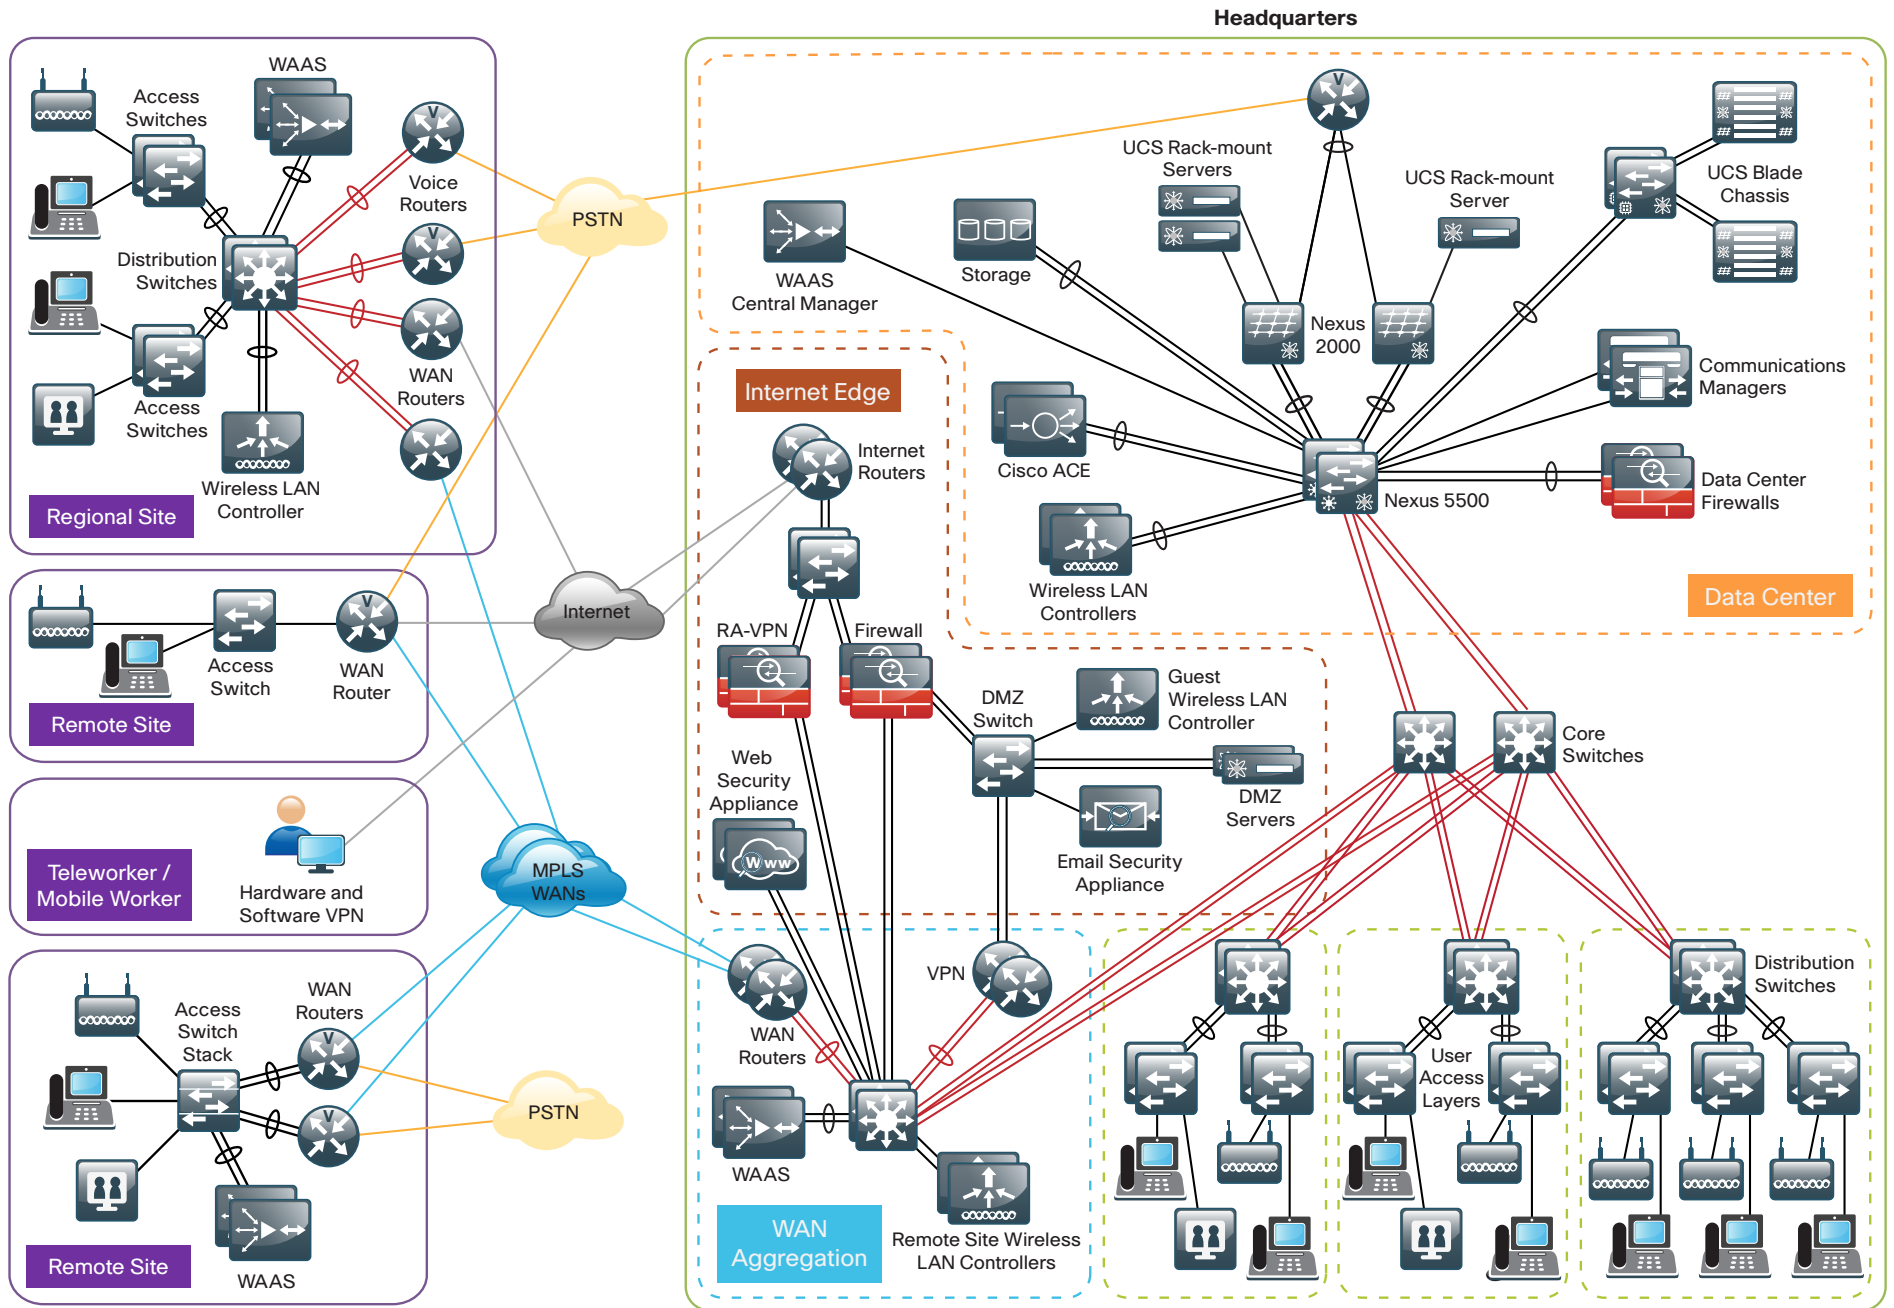 Headquarters
WAAS
Access
Switches
V
Voice
Routers
V
Distribution
Switches
WAN
Routers
Access
Switches
Wireless LAN
Controller
Regional Site
PSTN
V
UCS Rack-mount
Servers
UCS Rack-mount
Server
UCS Blade
Chassis
WAAS
Central Manager
Storage
Nexus
2000
Communications
Managers
Internet Edge
Internet
Routers
Cisco ACE
Nexus 5500
Data Center
Firewalls
Wireless LAN
Controllers
Data Center
Internet
V
Access
Switch
WAN
Router
Remote Site
RA-VPN
Firewall
DMZ
Switch
Guest
Wireless LAN
Controller
Core
Switches
Web
Security
Appliance
Www
DMZ
Servers
Email Security
Appliance
Teleworker /
Mobile Worker
Hardware and
Software VPN
MPLS
WANs
WAN
Routers
Access
Switch
Stack
V
V
PSTN
WAAS
Remote Site
VPN
WAN
Routers
WAAS
Remote Site Wireless
LAN Controllers
WAN
Aggregation
Distribution
Switches
User
Access
Layers